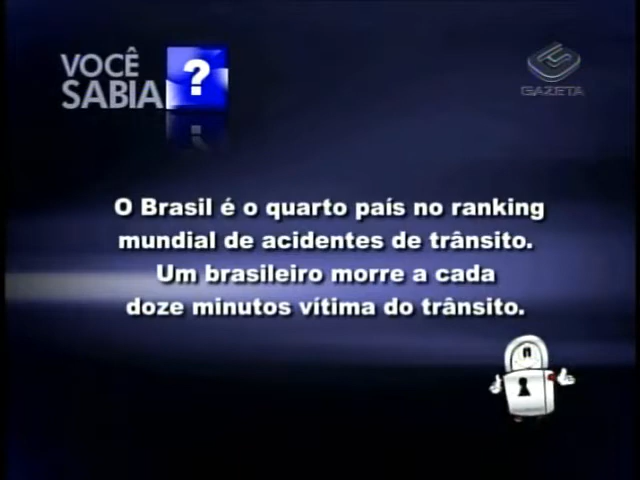 VOCÊ
SABIA?
GAZETA
O Brasil é o quarto país no ranking
mundial de acidentes de trânsito.
Um brasileiro morre a cada
doze minutos vítima do trânsito.